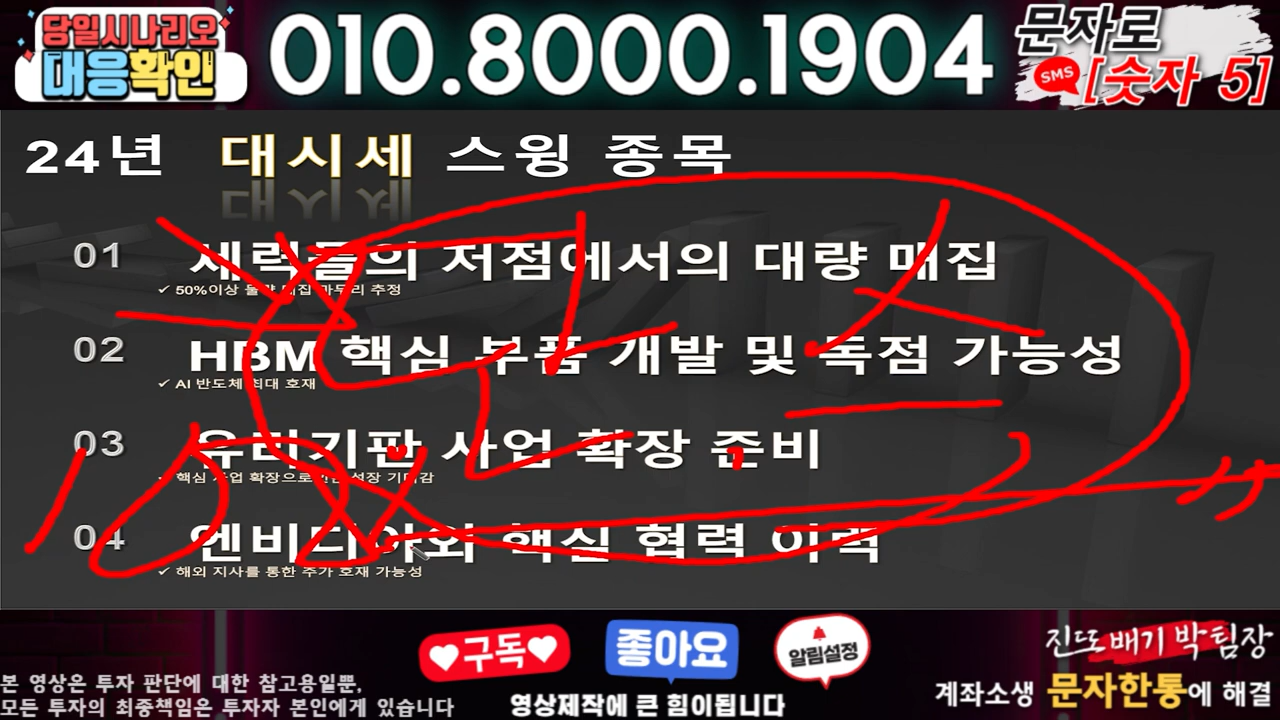 당일시나리오
대응확인
010.8000.1904
문자로
SMS [숫자 5]
24년 대시세 스윙 종목
01 세력들의 저점에서의 대량 매집
✓ 50%이상 물량 매집 마무리 추정
02 HBM 핵심 부품 개발 및 독점 가능성
✓ AI 반도체 최대 호재
03 유리기판 사업 확장 준비
✓ 핵심 사업 확장으로 인한 성장 기대감
04 엔비디아와 핵심 협력 이력
✓ 해외 지사를 통한 추가 호재 가능성
구독
좋아요
알림설정
진또배기 박팀장
본 영상은 투자 판단에 대한 참고용일뿐,
모든 투자의 최종책임은 투자자 본인에게 있습니다
영상제작에 큰 힘이됩니다
계좌소생 문자한통에 해결